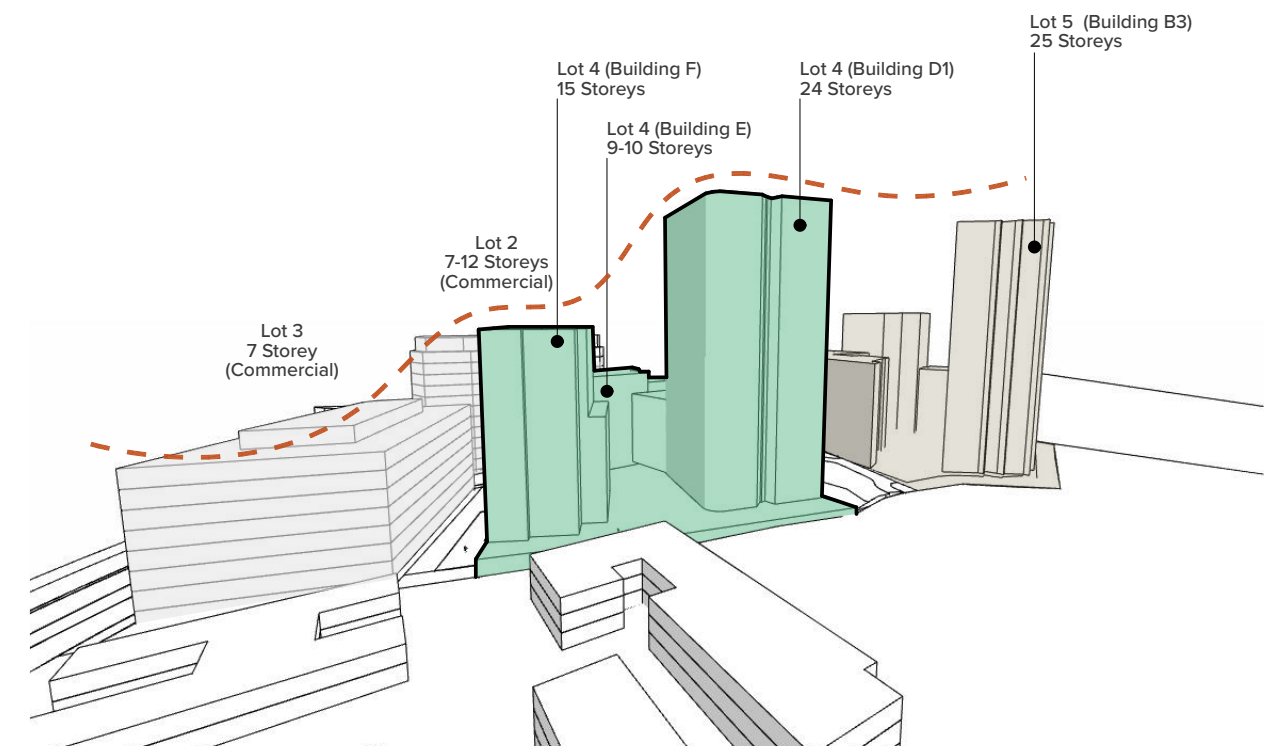 Lot 5  (Building B3)
25 Storeys
Lot 4 (Building F)
15 Storeys
Lot 4 (Building D1)
24 Storeys
Lot 4 (Building E)
9-10 Storeys
Lot 2
7-12 Storeys
(Commercial)
Lot 3
7 Storey
(Commercial)